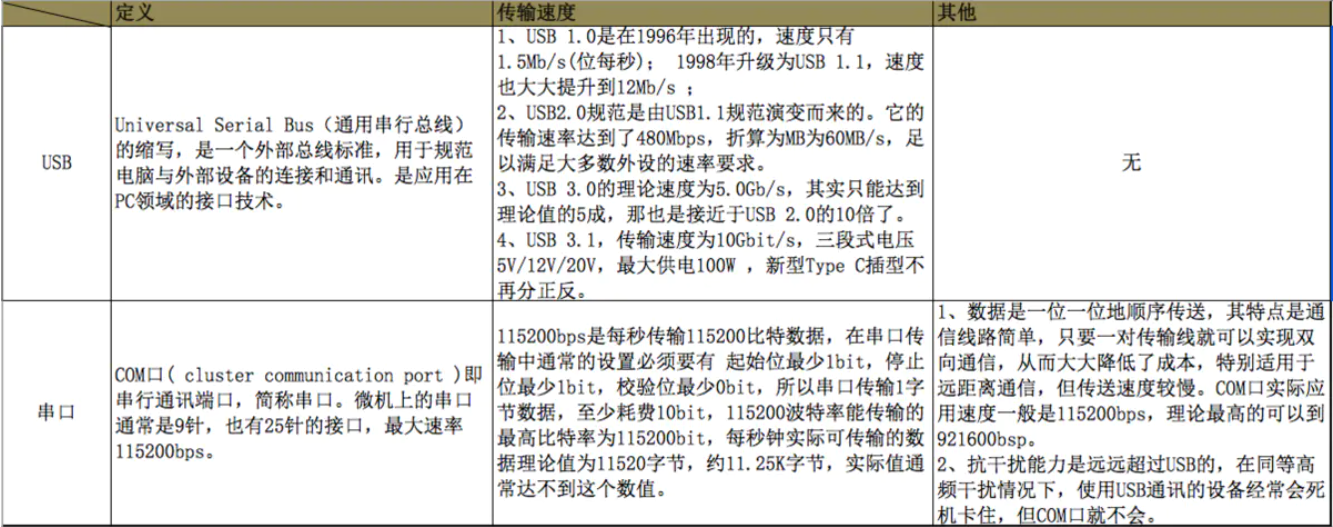 定义
传输速度
其他
USB
Universal Serial Bus（通用串行总线）
的缩写，是一个外部总线标准，用于规范
电脑与外部设备的连接和通讯。是应用在
PC领域的接口技术。
1、USB 1.0是在1996年出现的，速度只有
1.5Mb/s(位每秒)； 1998年升级为USB 1.1，速度
也大大提升到12Mb/s ；
2、USB2.0规范是由USB1.1规范演变而来的。它的
传输速率达到了480Mbps，折算为MB为60MB/s，足
以满足大多数外设的速率要求。
3、USB 3.0的理论速度为5.0Gb/s，其实只能达到
理论值的5成，那也是接近于USB 2.0的10倍了。
4、USB 3.1，传输速度为10Gbit/s，三段式电压
5V/12V/20V，最大供电100W ，新型Type C插型不
再分正反。
无
串口
COM口( cluster communication port )即
串行通讯端口，简称串口。微机上的串口
通常是9针，也有25针的接口，最大速率
115200bps。
115200bps是每秒传输115200比特数据，在串口传
输中通常的设置必须要有 起始位最少1bit，停止
位最少1bit，校验位最少0bit，所以串口传输1字
节数据，至少耗费10bit，115200波特率能传输的
最高比特率为115200bit，每秒钟实际可传输的数
据理论值为11520字节，约11.25K字节，实际值通
常达不到这个数值。
1、数据是一位一位地顺序传送，其特点是通
信线路简单，只要一对传输线就可以实现双
向通信，从而大大降低了成本，特别适用于
远距离通信，但传送速度较慢。COM口实际应
用速度一般是115200bps，理论最高的可以到
921600bsp。
2、抗干扰能力是远远超过USB的，在同等高
频干扰情况下，使用USB通讯的设备经常会死
机卡住，但COM口就不会。